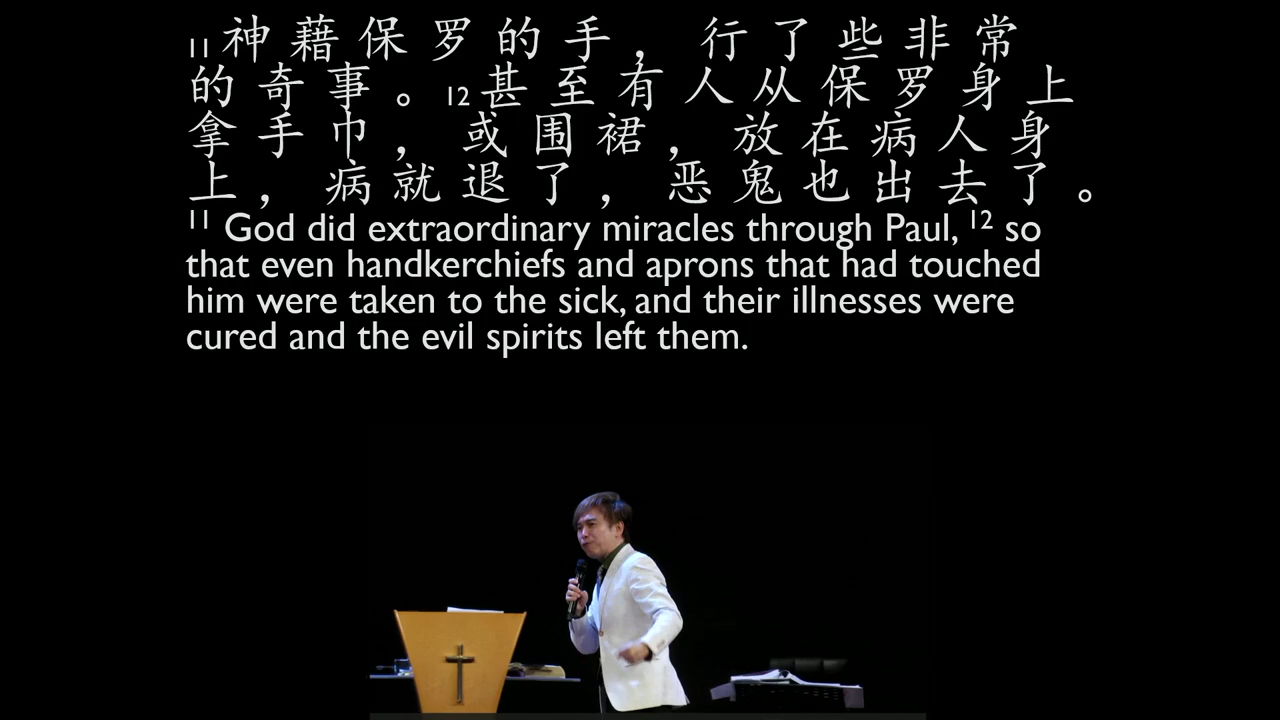 11神藉保罗的手，行了些非常
的奇事。12甚至有人从保罗身上
拿手巾，或围裙，放在病人身
上，病就退了，恶鬼也出去了。
11 God did extraordinary miracles through Paul, 12 so
that even handkerchiefs and aprons that had touched
him were taken to the sick, and their illnesses were
cured and the evil spirits left them.